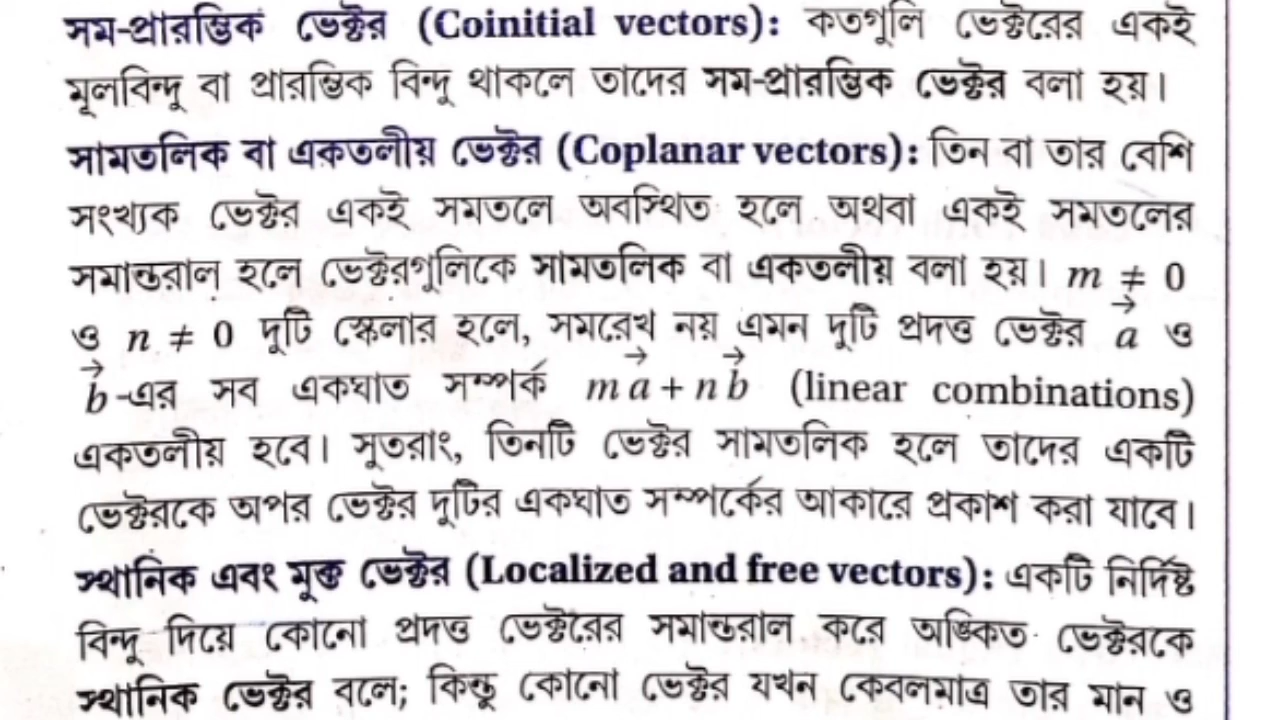 সম-প্রারম্ভিক ভেক্টর (Coinitial vectors): কতগুলি ভেক্টরের একই
মূলবিন্দু বা প্রারম্ভিক বিন্দু থাকলে তাদের সম-প্রারম্ভিক ভেক্টর বলা হয়।
সামতলিক বা একতলীয় ভেক্টর (Coplanar vectors): তিন বা তার বেশি
সংখ্যক ভেক্টর একই সমতলে অবস্থিত হলে অথবা একই সমতলের
সমান্তরাল হলে ভেক্টরগুলিকে সামতলিক বা একতলীয় বলা হয়। m ≠ 0
ও n ≠ 0 দুটি স্কেলার হলে, সমরেখ নয় এমন দুটি প্রদত্ত ভেক্টর a⃗ ও
b⃗-এর সব একঘাত সম্পর্ক m a⃗ + n b⃗ (linear combinations)
একতলীয় হবে। সুতরাং, তিনটি ভেক্টর সামতলিক হলে তাদের একটি
ভেক্টরকে অপর ভেক্টর দুটির একঘাত সম্পর্কের আকারে প্রকাশ করা যাবে।
স্থানিক এবং মুক্ত ভেক্টর (Localized and free vectors): একটি নির্দিষ্ট
বিন্দু দিয়ে কোনো প্রদত্ত ভেক্টরের সমান্তরাল করে অঙ্কিত ভেক্টরকে
স্থানিক ভেক্টর বলে; কিন্তু কোনো ভেক্টর যখন কেবলমাত্র তার মান ও